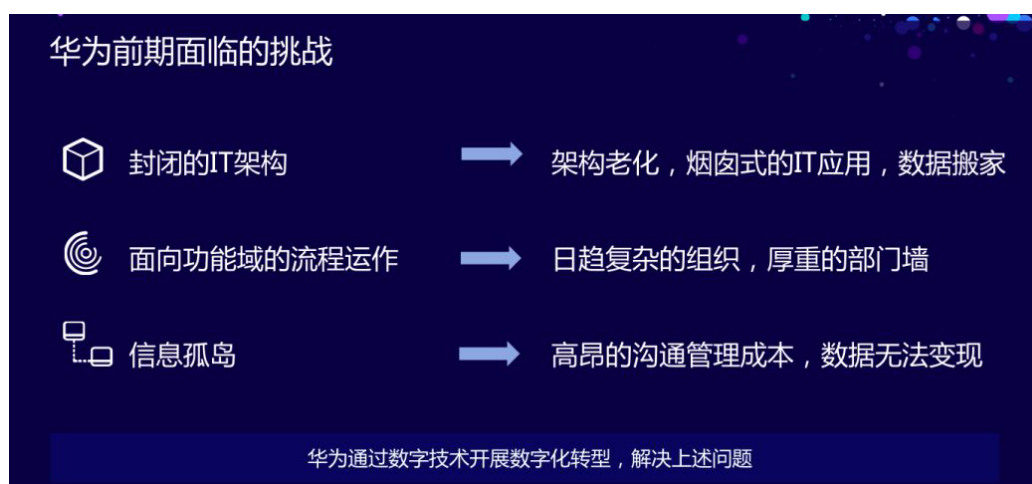 华为前期面临的挑战
封闭的IT架构
架构老化，烟囱式的IT应用，数据搬家
面向功能域的流程运作
日趋复杂的组织，厚重的部门墙
信息孤岛
高昂的沟通管理成本，数据无法变现
华为通过数字技术开展数字化转型，解决上述问题